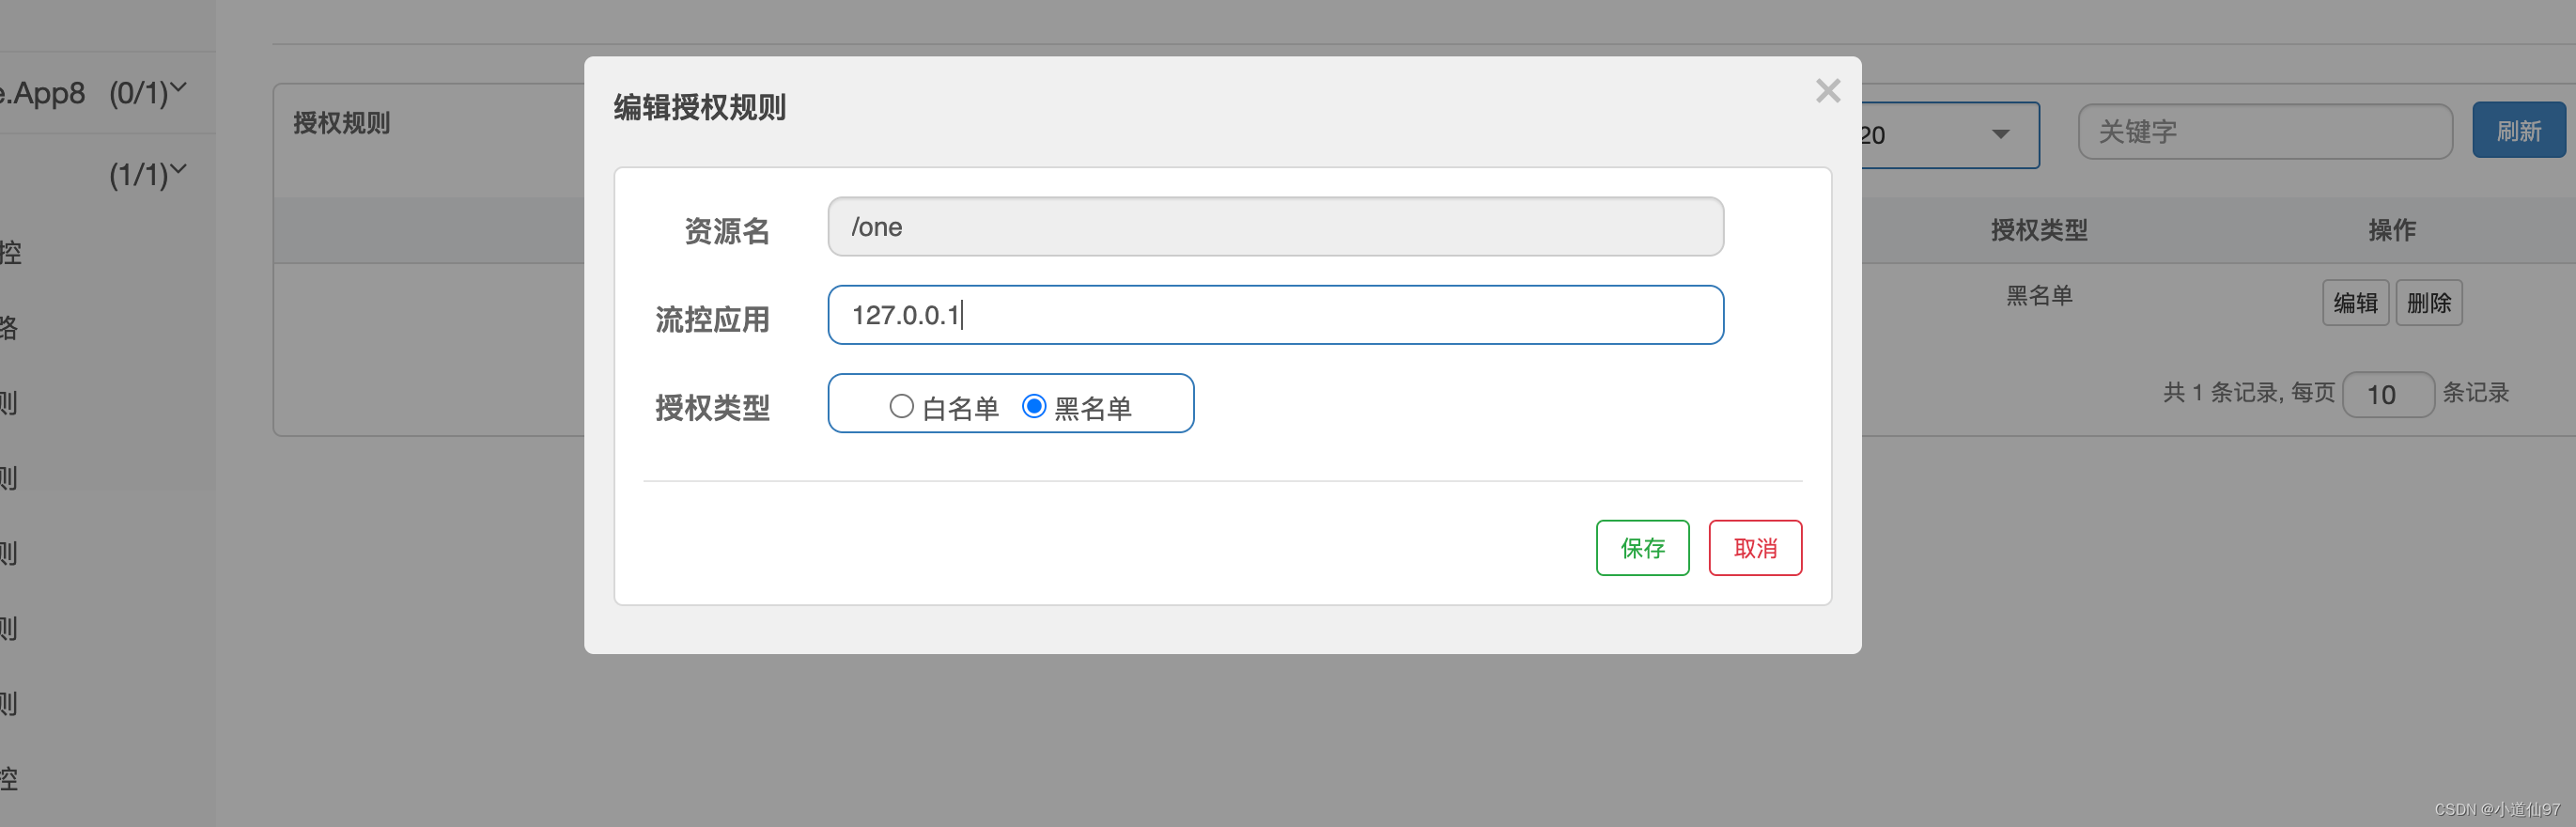 e.App8 (0/1)
(1/1)
控
路
则
则
则
则
则
控
授权规则
20
关键字
刷新
授权类型 操作
黑名单 编辑 删除
共 1 条记录, 每页 10 条记录
编辑授权规则
×
资源名 /one
流控应用 127.0.0.1
授权类型 白名单 黑名单
保存 取消
CSDN @小道仙97